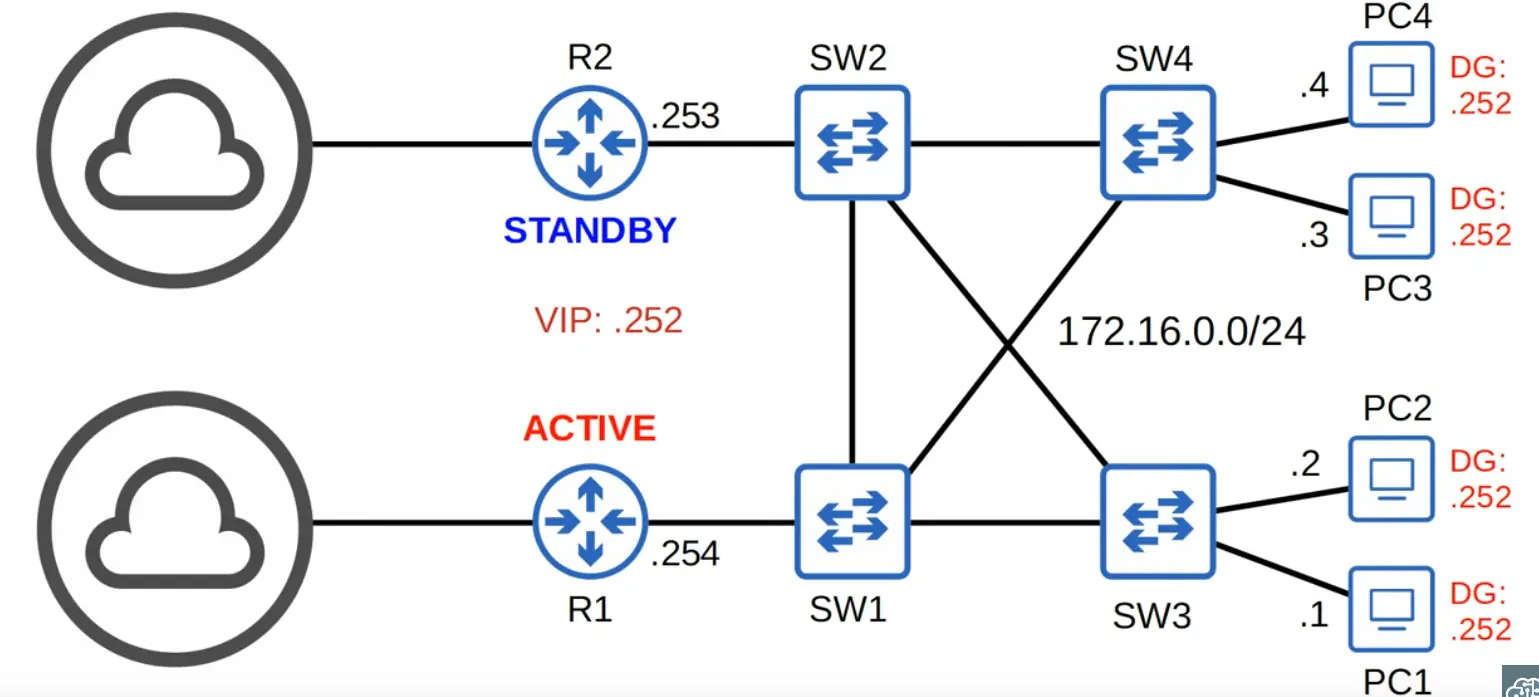 PC4
R2
SW2
SW4
DG:
.252
.4
.253
DG:
.252
.3
STANDBY
PC3
VIP: .252
172.16.0.0/24
PC2
ACTIVE
DG:
.252
.2
.254
DG:
.252
.1
R1
SW1
SW3
PC1